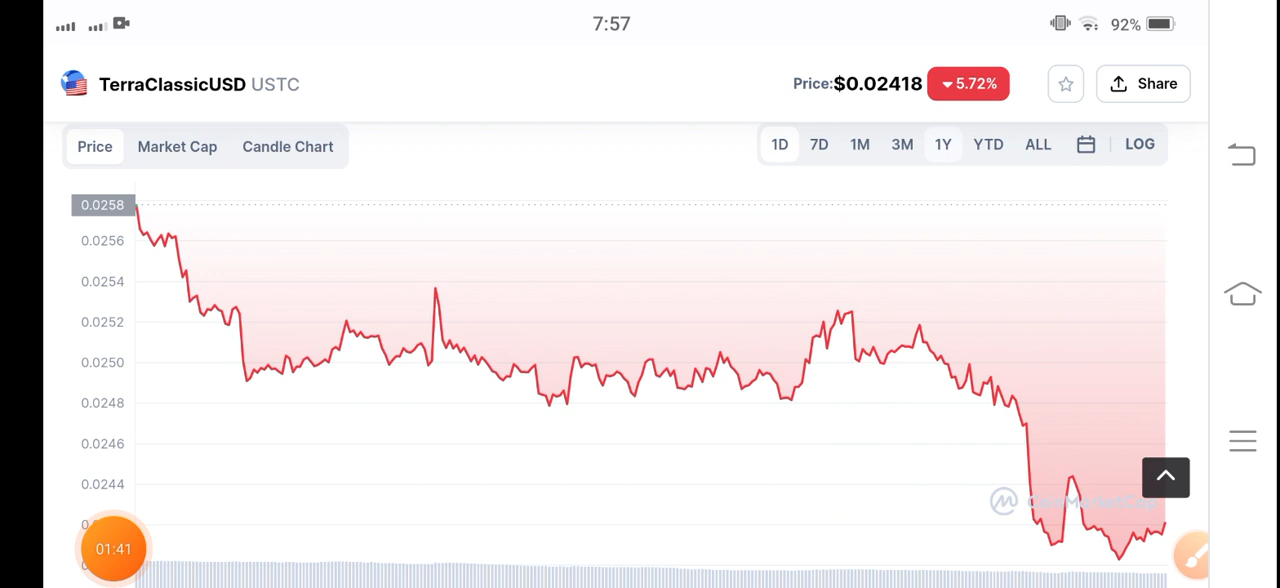 7:57
92%
TerraClassicUSD USTC
Price:$0.02418 5.72%
Share
Price Market Cap Candle Chart
1D 7D 1M 3M 1Y YTD ALL LOG
0.0258
0.0256
0.0254
0.0252
0.0250
0.0248
0.0246
0.0244
CoinMarketCap
01:41